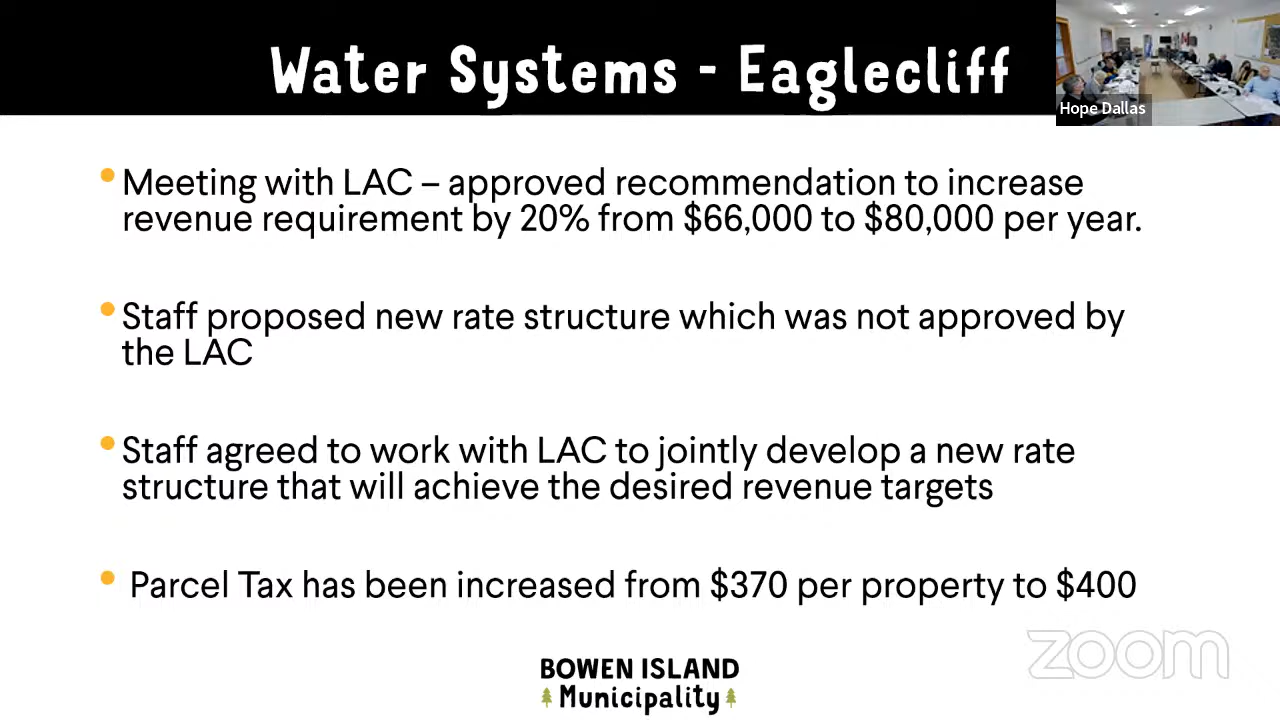 Water Systems - Eaglecliff
Hope Dallas
• Meeting with LAC – approved recommendation to increase
revenue requirement by 20% from $66,000 to $80,000 per year.
• Staff proposed new rate structure which was not approved by
the LAC
• Staff agreed to work with LAC to jointly develop a new rate
structure that will achieve the desired revenue targets
• Parcel Tax has been increased from $370 per property to $400
zoom
BOWEN ISLAND
Municipality